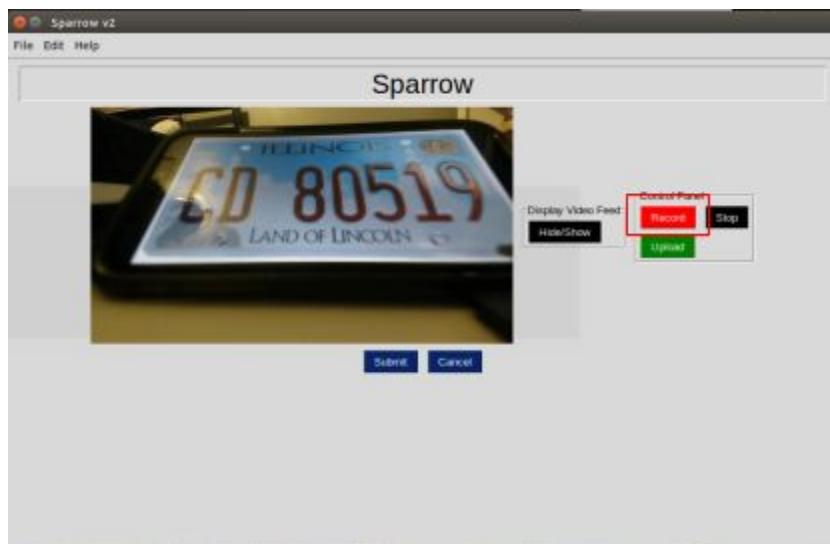 Sparrow v2
File Edit Help
Sparrow
ILLINOIS
CD 80519
LAND OF LINCOLN
Display Video Feed
Hide/Show
Control Panel
Record
Stop
Upload
Submit
Cancel